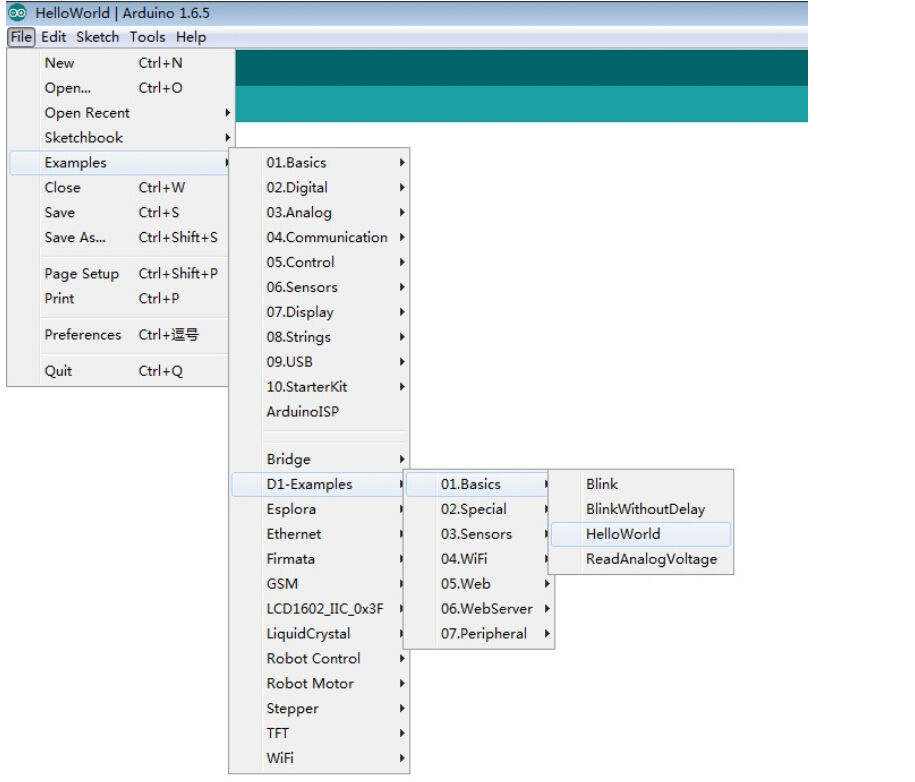 HelloWorld | Arduino 1.6.5
File Edit Sketch Tools Help
New Ctrl+N
Open... Ctrl+O
Open Recent
Sketchbook
Examples
Close Ctrl+W
Save Ctrl+S
Save As... Ctrl+Shift+S
Page Setup Ctrl+Shift+P
Print Ctrl+P
Preferences Ctrl+逗号
Quit Ctrl+Q
01.Basics
02.Digital
03.Analog
04.Communication
05.Control
06.Sensors
07.Display
08.Strings
09.USB
10.StarterKit
ArduinoISP
Bridge
D1-Examples
Esplora
Ethernet
Firmata
GSM
LCD1602_IIC_0x3F
LiquidCrystal
Robot Control
Robot Motor
Stepper
TFT
WiFi
01.Basics
02.Special
03.Sensors
04.WiFi
05.Web
06.WebServer
07.Peripheral
Blink
BlinkWithoutDelay
HelloWorld
ReadAnalogVoltage